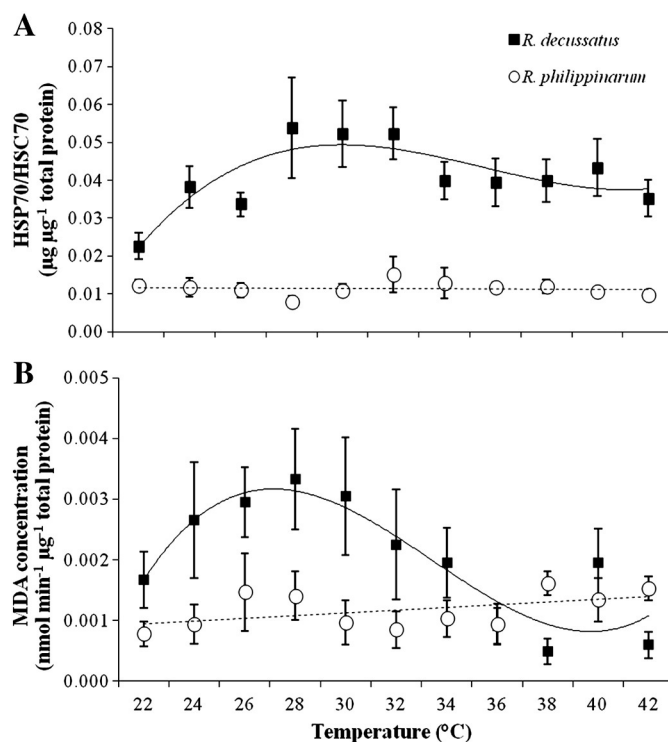 A
R. decussatus
R. philippinarum
HSP70/HSC70
(µg µg⁻¹ total protein)
0.08
0.07
0.06
0.05
0.04
0.03
0.02
0.01
0.00
B
MDA concentration
(nmol min⁻¹ µg⁻¹ total protein)
0.005
0.004
0.003
0.002
0.001
0.000
22 24 26 28 30 32 34 36 38 40 42
Temperature (°C)